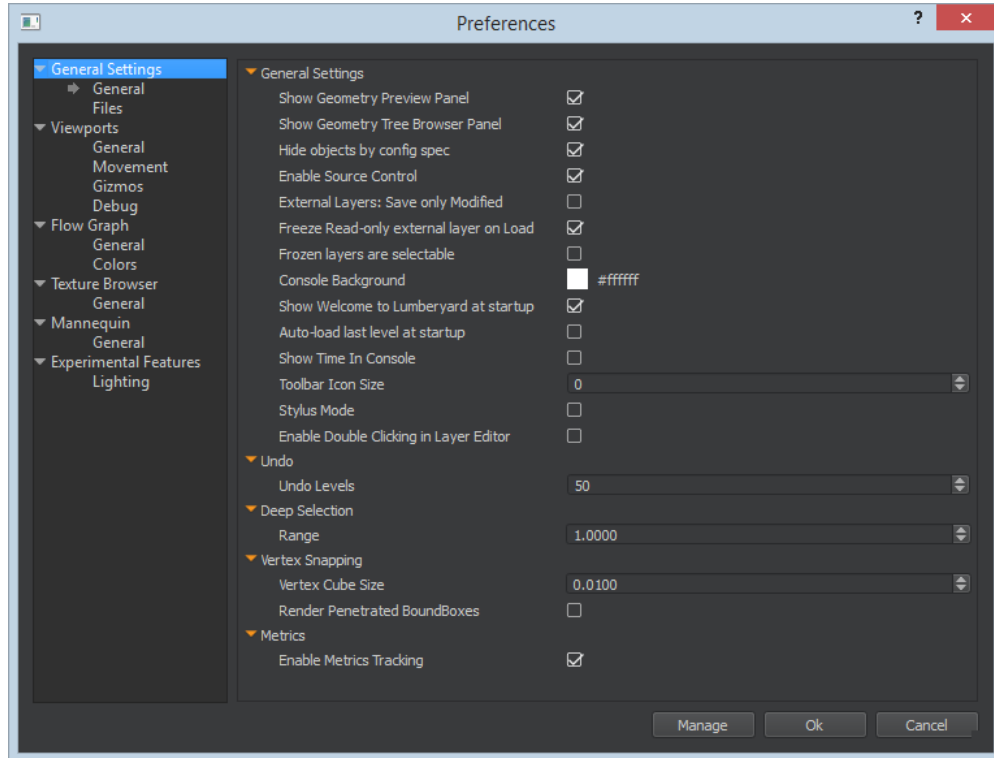 Preferences
?
General Settings
General
Files
Viewports
General
Movement
Gizmos
Debug
Flow Graph
General
Colors
Texture Browser
General
Mannequin
General
Experimental Features
Lighting
General Settings
Show Geometry Preview Panel
Show Geometry Tree Browser Panel
Hide objects by config spec
Enable Source Control
External Layers: Save only Modified
Freeze Read-only external layer on Load
Frozen layers are selectable
Console Background #ffffff
Show Welcome to Lumberyard at startup
Auto-load last level at startup
Show Time In Console
Toolbar Icon Size 0
Stylus Mode
Enable Double Clicking in Layer Editor
Undo
Undo Levels 50
Deep Selection
Range 1.0000
Vertex Snapping
Vertex Cube Size 0.0100
Render Penetrated BoundBoxes
Metrics
Enable Metrics Tracking
Manage Ok Cancel